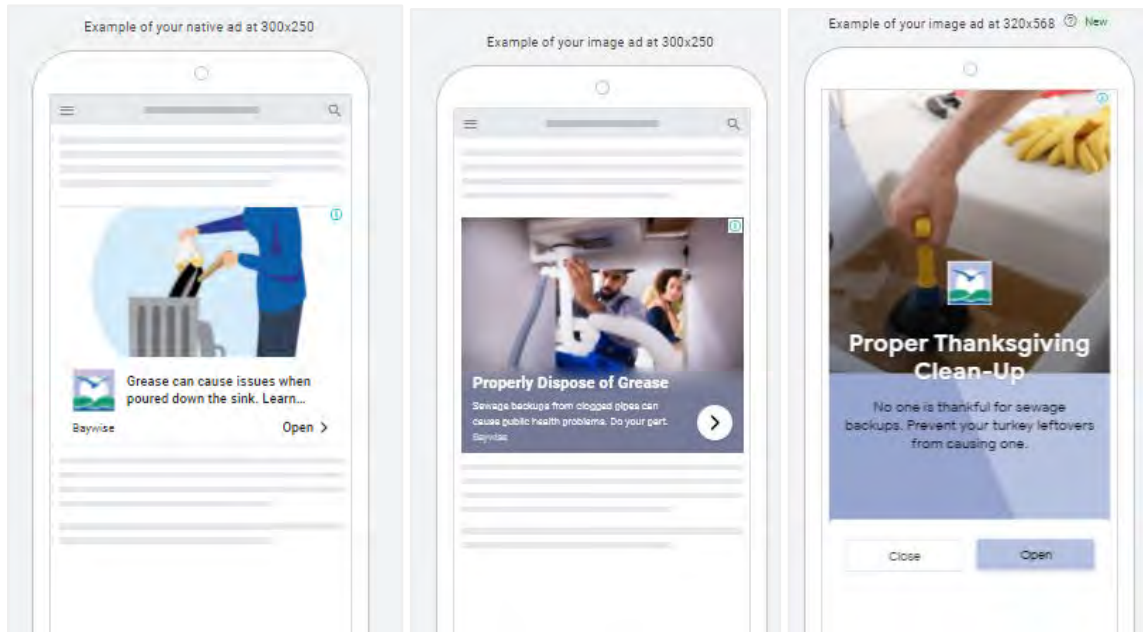 Example of your native ad at 300x250
Grease can cause issues when
poured down the sink. Learn...
Baywise
Open
Example of your image ad at 300x250
Properly Dispose of Grease
Sewage backups from clogged pipes can
cause public health problems. Do your part.
Baywise
Example of your image ad at 320x568
New
Proper Thanksgiving
Clean-Up
No one is thankful for sewage
backups. Prevent your turkey leftovers
from causing one.
Close
Open